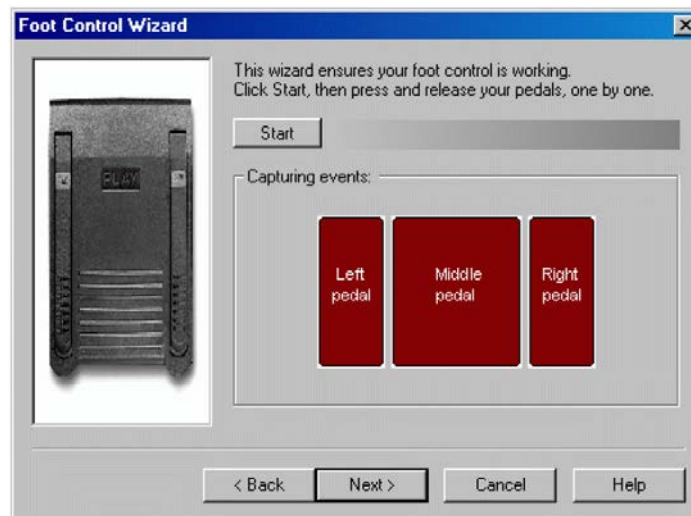 Foot Control Wizard
This wizard ensures your foot control is working.
Click Start, then press and release your pedals, one by one.
Start
PLAY
Capturing events:
Left
pedal
Middle
pedal
Right
pedal
< Back
Next >
Cancel
Help